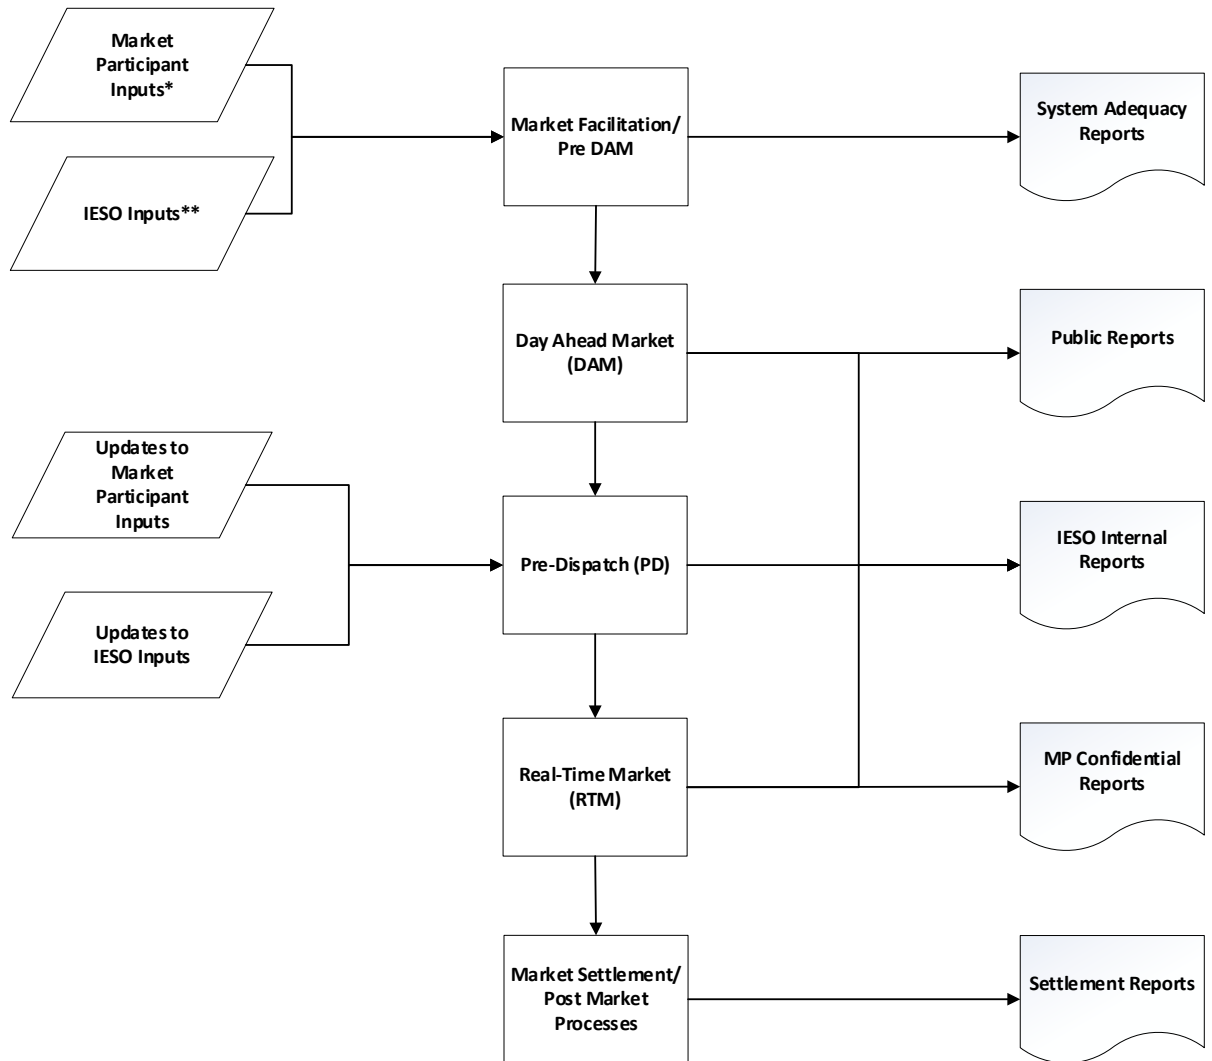 Market
Participant
Inputs*
Market Facilitation/
Pre DAM
System Adequacy
Reports
IESO Inputs**
Day Ahead Market
(DAM)
Public Reports
Updates to
Market
Participant
Inputs
Pre-Dispatch (PD)
IESO Internal
Reports
Updates to
IESO Inputs
Real-Time Market
(RTM)
MP Confidential
Reports
Market Settlement/
Post Market
Processes
Settlement Reports